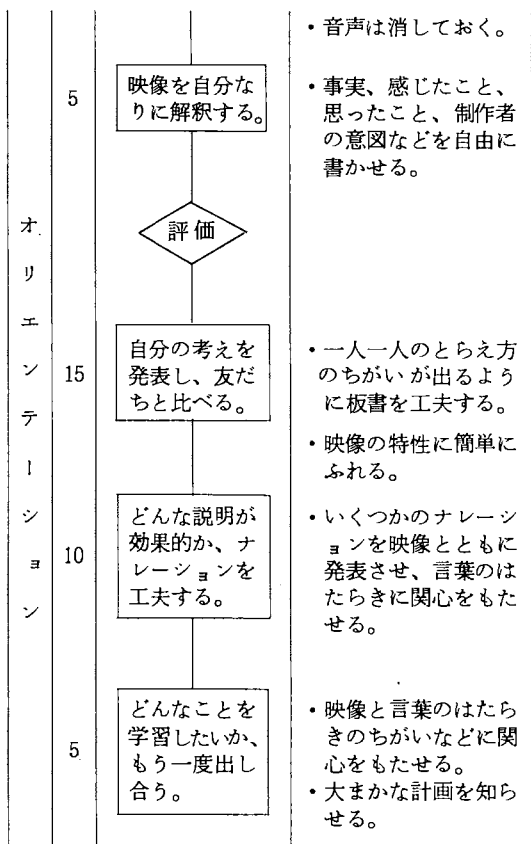 ・音声は消しておく。
5
映像を自分な
りに解釈する。
・事実、感じたこと、
思ったこと、制作者
の意図などを自由に
書かせる。
オリエンテーション
評価
15
自分の考えを
発表し、友だ
ちと比べる。
・一人一人のとらえ方
のちがいが出るよう
に板書を工夫する。
・映像の特性に簡単に
ふれる。
10
どんな説明が
効果的か、ナ
レーションを
工夫する。
・いくつかのナレーシ
ョンを映像とともに
発表させ、言葉のは
たらきに関心をもた
せる。
5
どんなことを
学習したいか、
もう一度出し
合う。
・映像と言葉のはたら
きのちがいなどに関
心をもたせる。
・大まかな計画を知ら
せる。